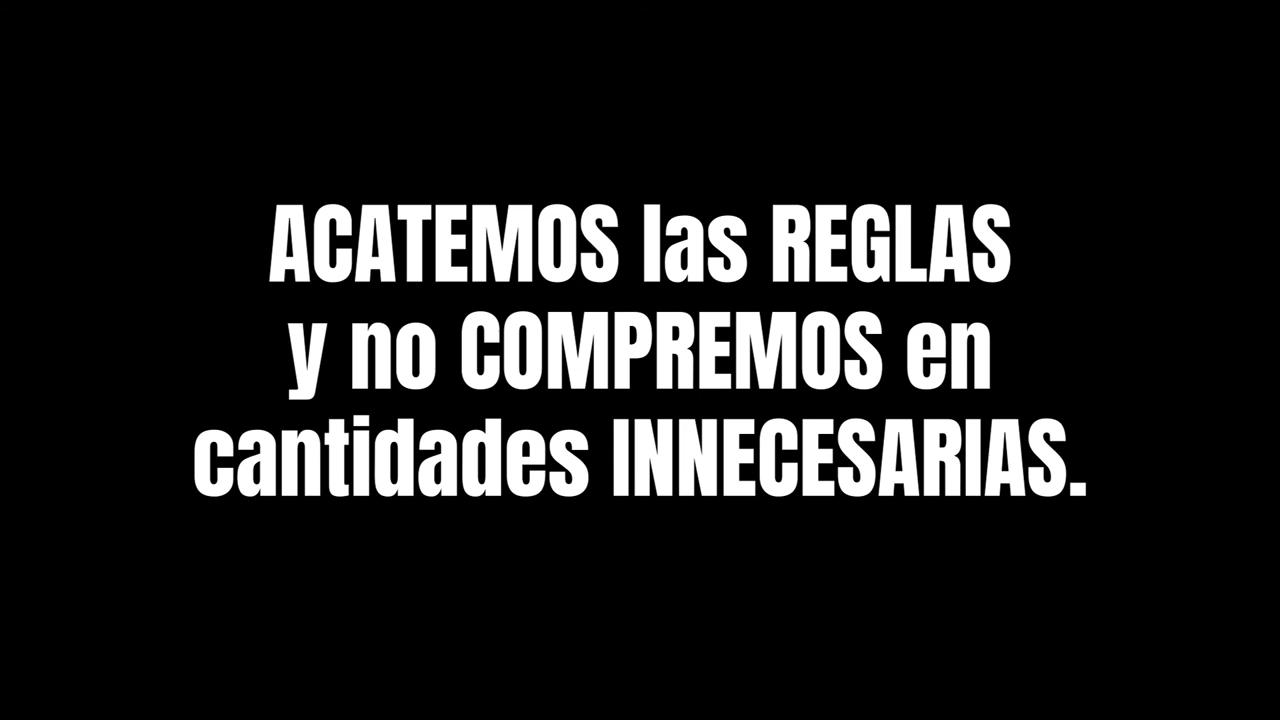 ACATEMOS las REGLAS
y no COMPREMOS en
cantidades INNECESARIAS.